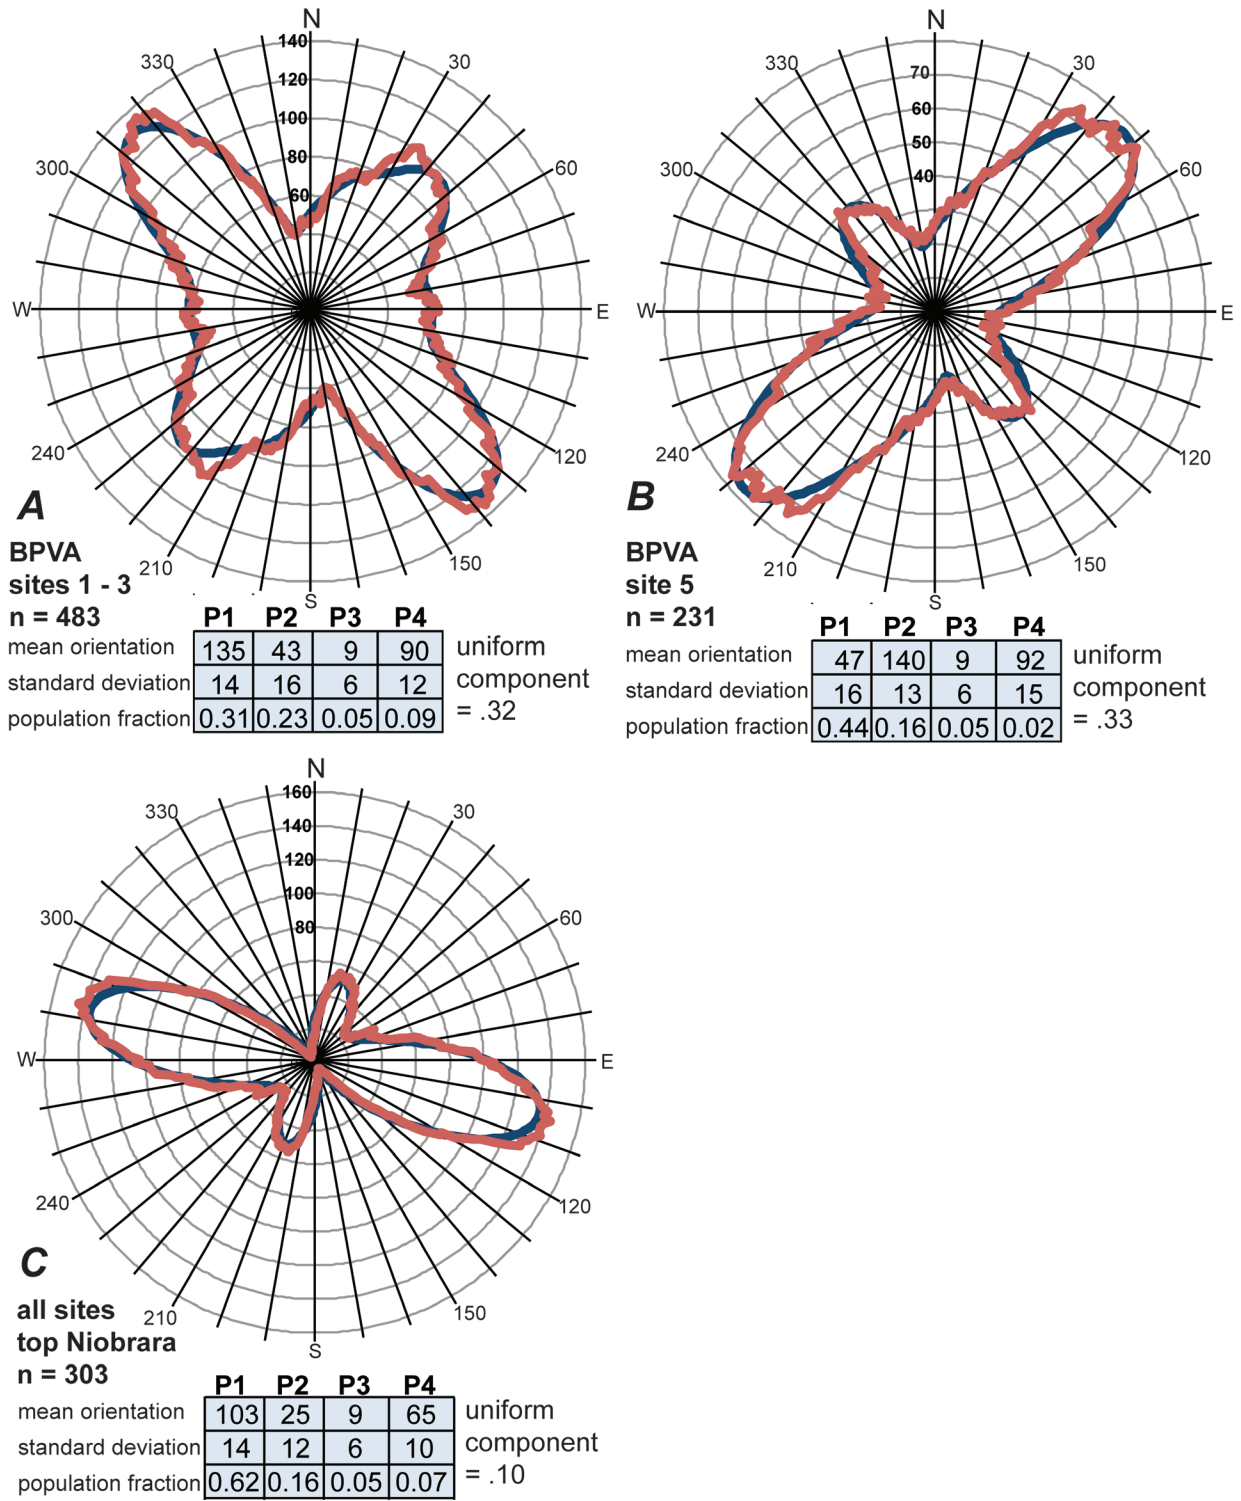 N
140
120
100
80
60
330
30
300
60
W
E
240
120
210
150
S
A
BPVA
sites 1 - 3
n = 483
P1 P2 P3 P4
mean orientation 135 43 9 90 uniform
standard deviation 14 16 6 12 component
population fraction 0.31 0.23 0.05 0.09 = .32
N
70
60
50
40
330
30
300
60
W
E
240
120
210
150
S
B
BPVA
site 5
n = 231
P1 P2 P3 P4
mean orientation 47 140 9 92 uniform
standard deviation 16 13 6 15 component
population fraction 0.44 0.16 0.05 0.02 = .33
N
160
140
120
100
80
330
30
300
60
W
E
240
120
210
150
S
C
all sites
top Niobrara
n = 303
P1 P2 P3 P4
mean orientation 103 25 9 65 uniform
standard deviation 14 12 6 10 component
population fraction 0.62 0.16 0.05 0.07 = .10